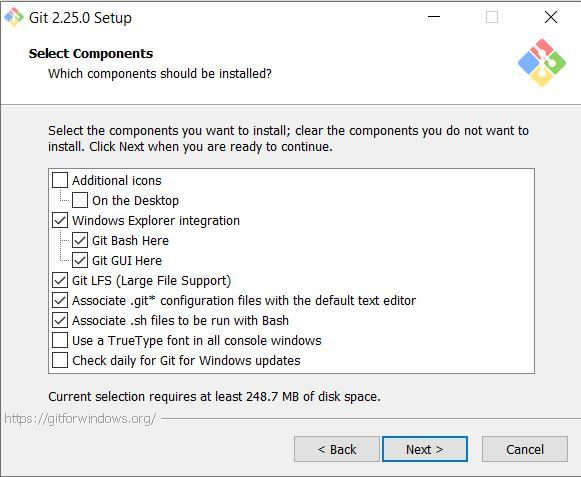 Git 2.25.0 Setup
Select Components
Which components should be installed?
Select the components you want to install; clear the components you do not want to
install. Click Next when you are ready to continue.
Additional icons
On the Desktop
Windows Explorer integration
Git Bash Here
Git GUI Here
Git LFS (Large File Support)
Associate .git* configuration files with the default text editor
Associate .sh files to be run with Bash
Use a TrueType font in all console windows
Check daily for Git for Windows updates
Current selection requires at least 248.7 MB of disk space.
https://gitforwindows.org/
< Back Next > Cancel